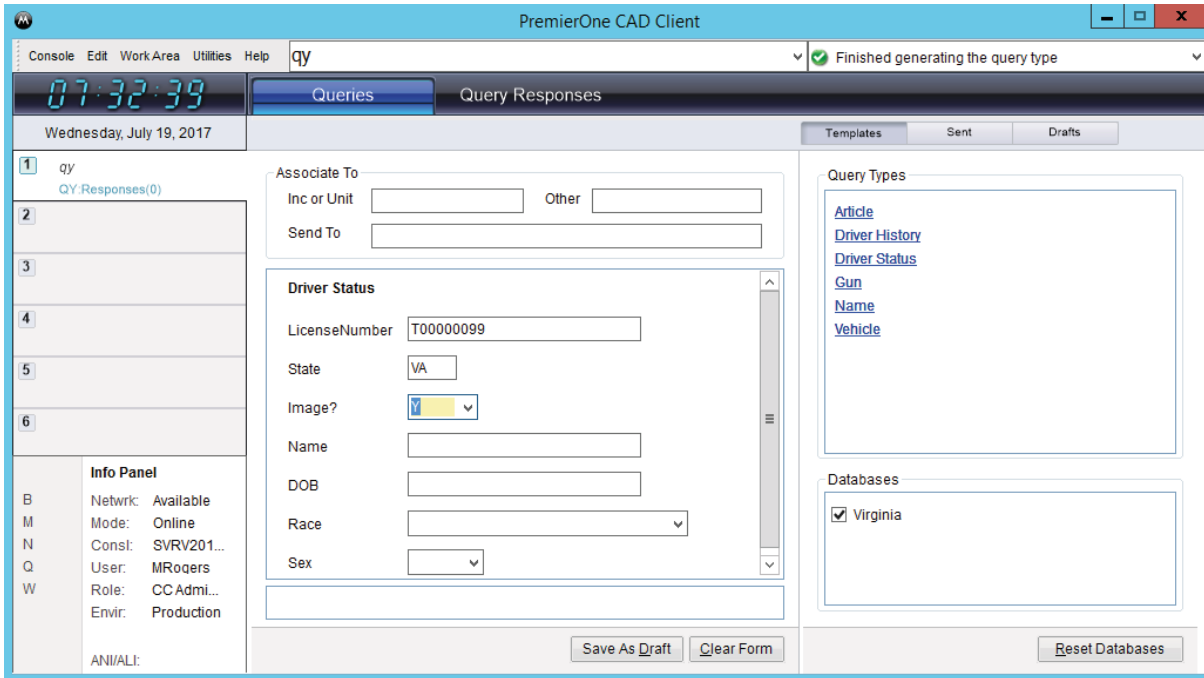 PremierOne CAD Client
Console Edit Work Area Utilities Help qy Finished generating the query type
07:32:39 Queries Query Responses
Wednesday, July 19, 2017 Templates Sent Drafts
1 qy
QY:Responses(0)
2
3
4
5
6
Associate To
Inc or Unit Other
Send To
Driver Status
LicenseNumber T00000099
State VA
Image? Y
Name
DOB
Race
Sex
Save As Draft Clear Form
Query Types
Article
Driver History
Driver Status
Gun
Name
Vehicle
Databases
Virginia
Reset Databases
Info Panel
B Netwrk: Available
M Mode: Online
N Consl: SVRV201...
Q User: MRogers
W Role: CC Admi...
Envir: Production
ANI/ALI: